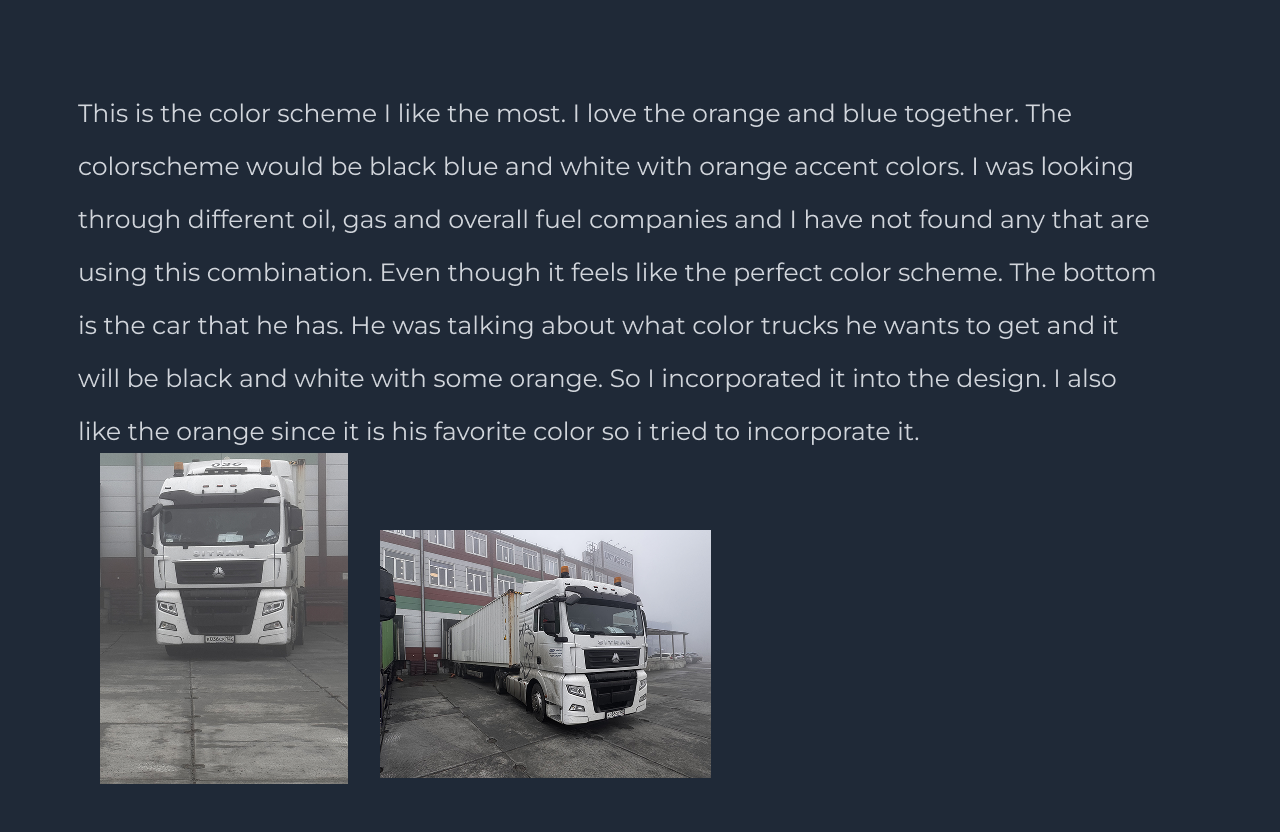 This is the color scheme I like the most. I love the orange and blue together. The
colorscheme would be black blue and white with orange accent colors. I was looking
through different oil, gas and overall fuel companies and I have not found any that are
using this combination. Even though it feels like the perfect color scheme. The bottom
is the car that he has. He was talking about what color trucks he wants to get and it
will be black and white with some orange. So I incorporated it into the design. I also
like the orange since it is his favorite color so i tried to incorporate it.
SITRAK